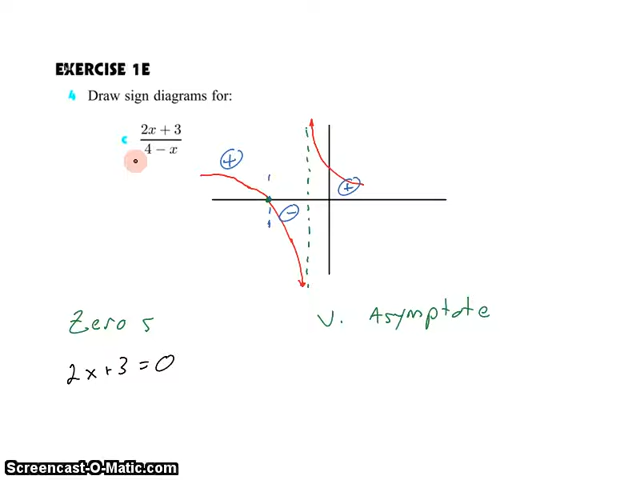 EXERCISE 1E
4 Draw sign diagrams for:
c 2x + 3
4 − x
+
−
+
Zero s
V. Asymptote
2x+3=0
Screencast-O-Matic.com